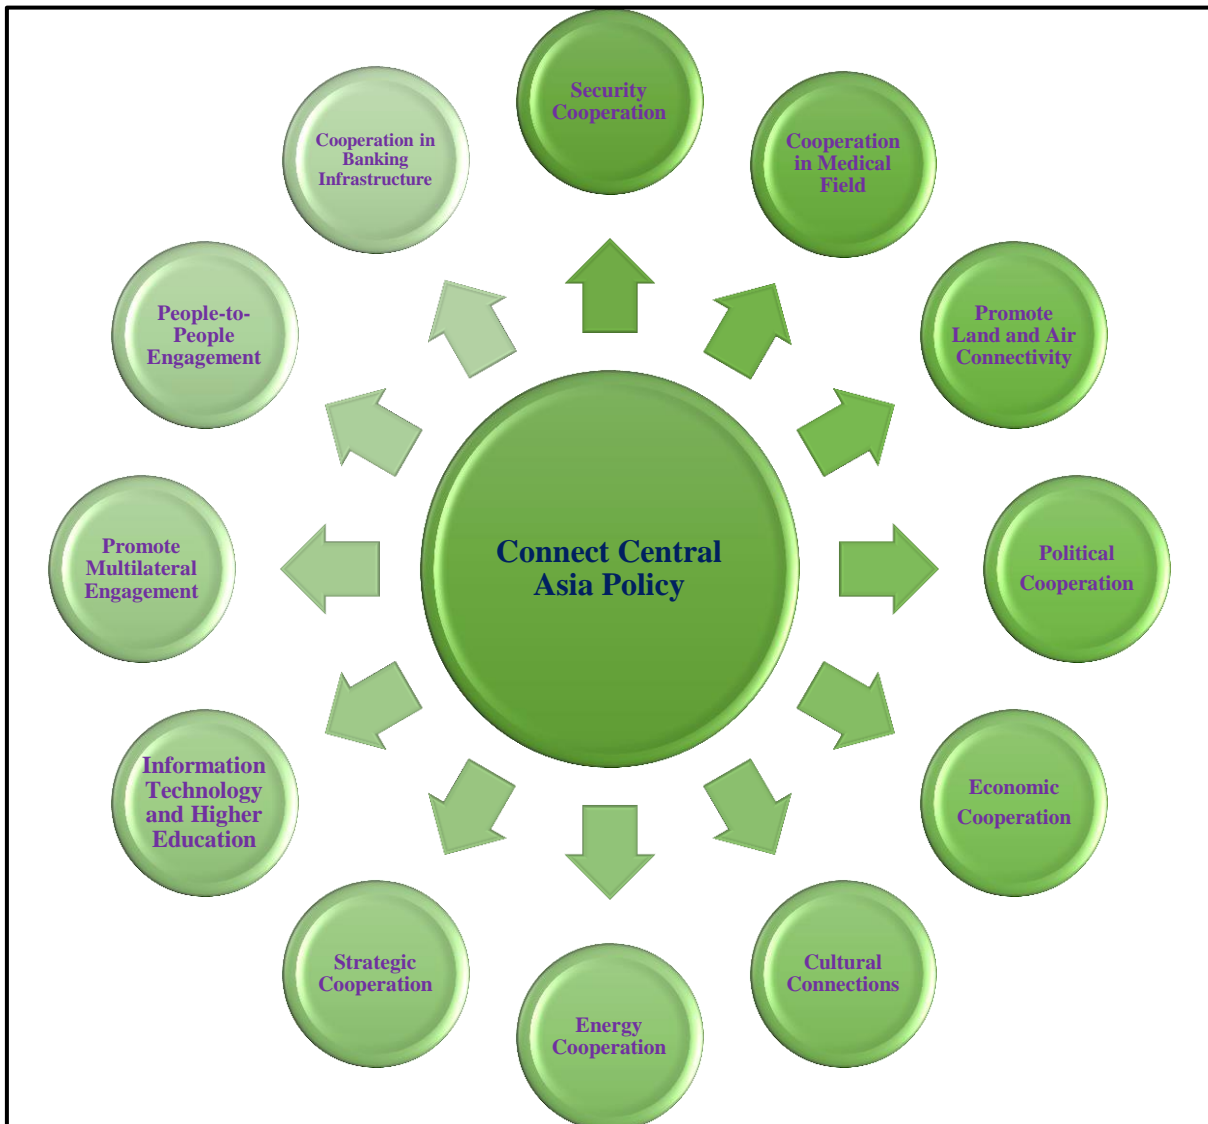 Security
Cooperation
Cooperation
in Medical
Field
Promote
Land and Air
Connectivity
Political
Cooperation
Economic
Cooperation
Cultural
Connections
Energy
Cooperation
Strategic
Cooperation
Information
Technology
and Higher
Education
Promote
Multilateral
Engagement
People-to-
People
Engagement
Cooperation in
Banking
Infrastructure
Connect Central
Asia Policy